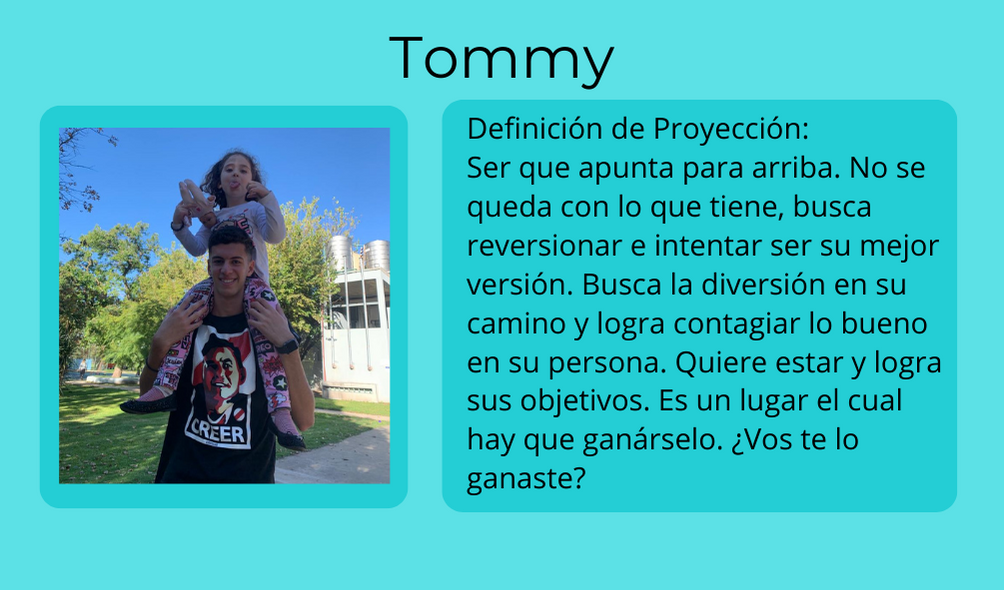 Tommy
Definición de Proyección:
Ser que apunta para arriba. No se
queda con lo que tiene, busca
reversionar e intentar ser su mejor
versión. Busca la diversión en su
camino y logra contagiar lo bueno
en su persona. Quiere estar y logra
sus objetivos. Es un lugar el cual
hay que ganárselo. ¿Vos te lo
ganaste?
CREER